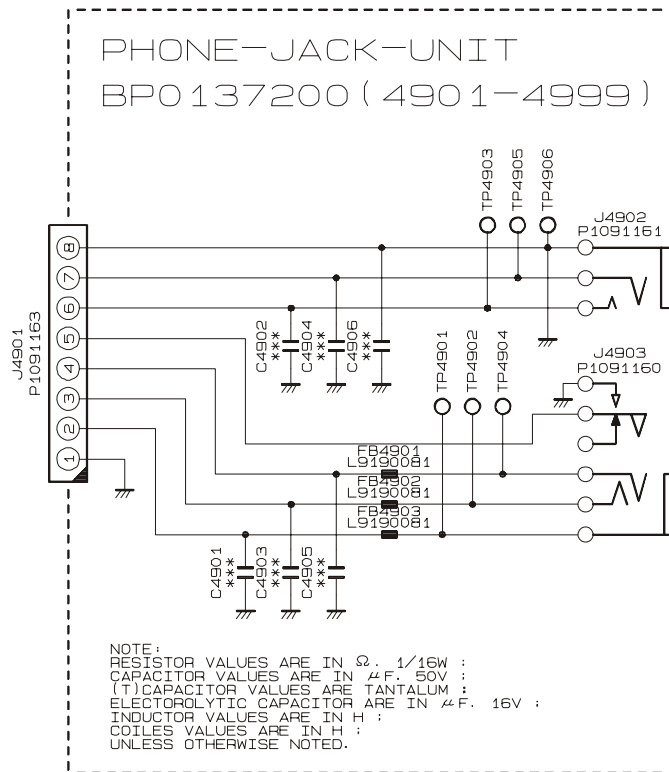 PHONE-JACK-UNIT
BP0137200(4901-4999)
TP4903
TP4905
TP4906
J4902
P1091161
J4901
P1091163
8
7
6
5
4
3
2
1
C4902
***
C4904
***
C4906
***
TP4901
TP4902
TP4904
J4903
P1091160
FB4901
L9190081
FB4902
L9190081
FB4903
L9190081
C4901
***
C4903
***
C4905
***
NOTE:
RESISTOR VALUES ARE IN Ω. 1/16W ;
CAPACITOR VALUES ARE IN μF. 50V ;
(T)CAPACITOR VALUES ARE TANTALUM ;
ELECTOROLYTIC CAPACITOR ARE IN μF. 16V ;
INDUCTOR VALUES ARE IN H ;
COILES VALUES ARE IN H ;
UNLESS OTHERWISE NOTED.